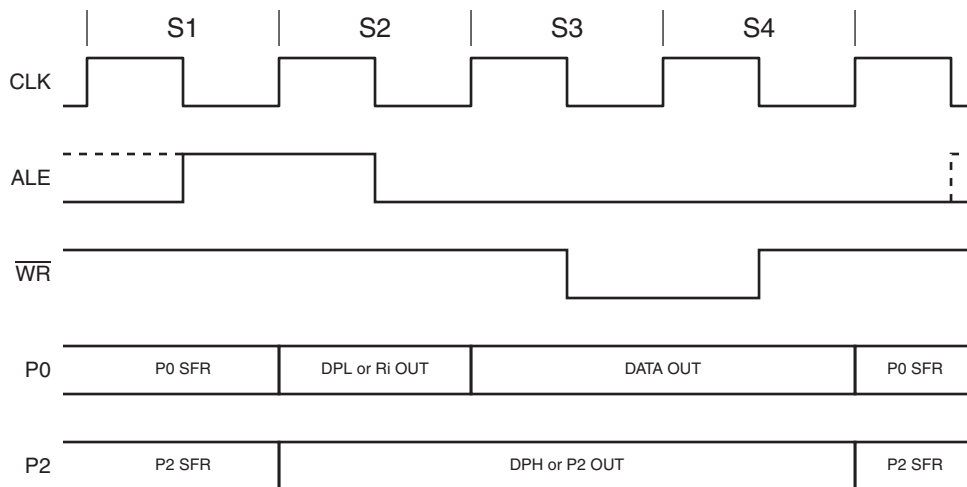 S1 S2 S3 S4
CLK
ALE
WR
P0 P0 SFR DPL or Ri OUT DATA OUT P0 SFR
P2 P2 SFR DPH or P2 OUT P2 SFR